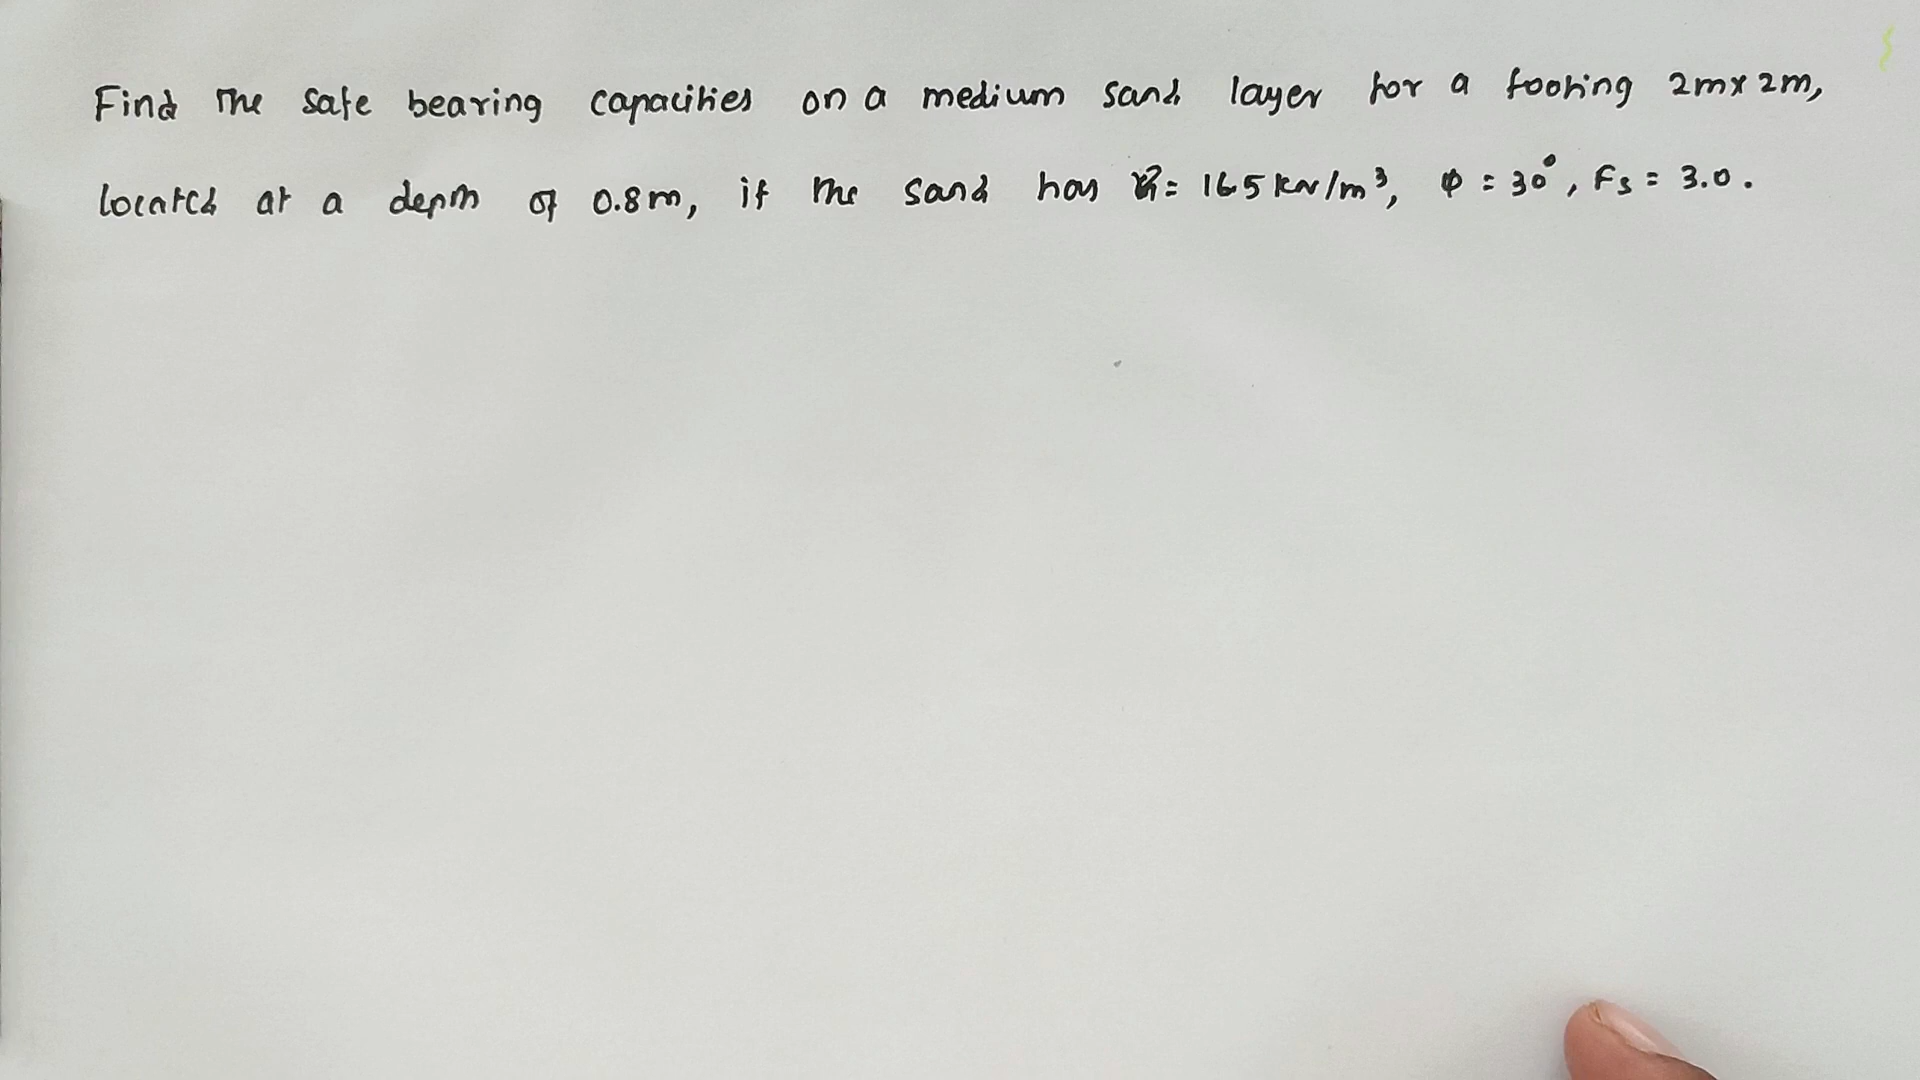 Find the safe bearing capacities on a medium sand layer for a footing 2m x 2m,
located at a depth of 0.8m, if the sand has = 16.5 kN/m³, φ = 30°, Fs = 3.0.